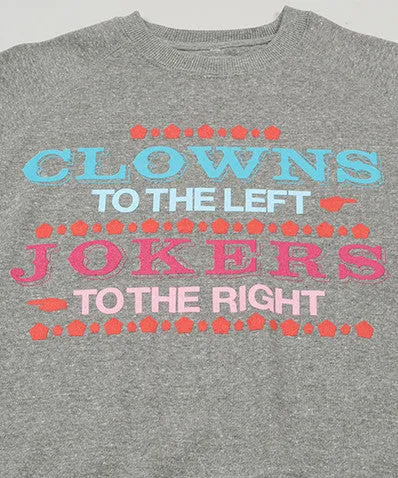 CLOWNS
TO THE LEFT
JOKERS
TO THE RIGHT